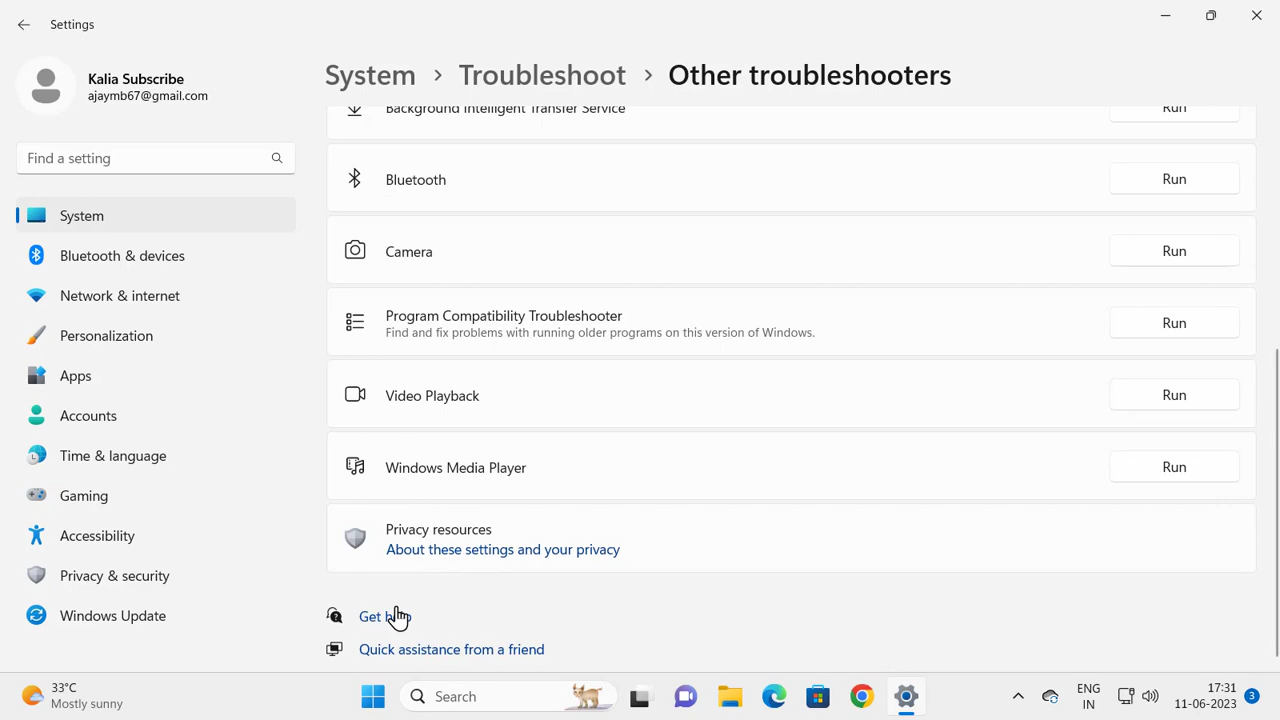 Settings
Kalia Subscribe
ajaymb67@gmail.com
Find a setting
System
Bluetooth & devices
Network & internet
Personalization
Apps
Accounts
Time & language
Gaming
Accessibility
Privacy & security
Windows Update
System > Troubleshoot > Other troubleshooters
Background Intelligent Transfer Service Run
Bluetooth Run
Camera Run
Program Compatibility Troubleshooter Run
Find and fix problems with running older programs on this version of Windows.
Video Playback Run
Windows Media Player Run
Privacy resources
About these settings and your privacy
Get help
Quick assistance from a friend
33°C
Mostly sunny
Search
ENG
IN
17:31
11-06-2023
3